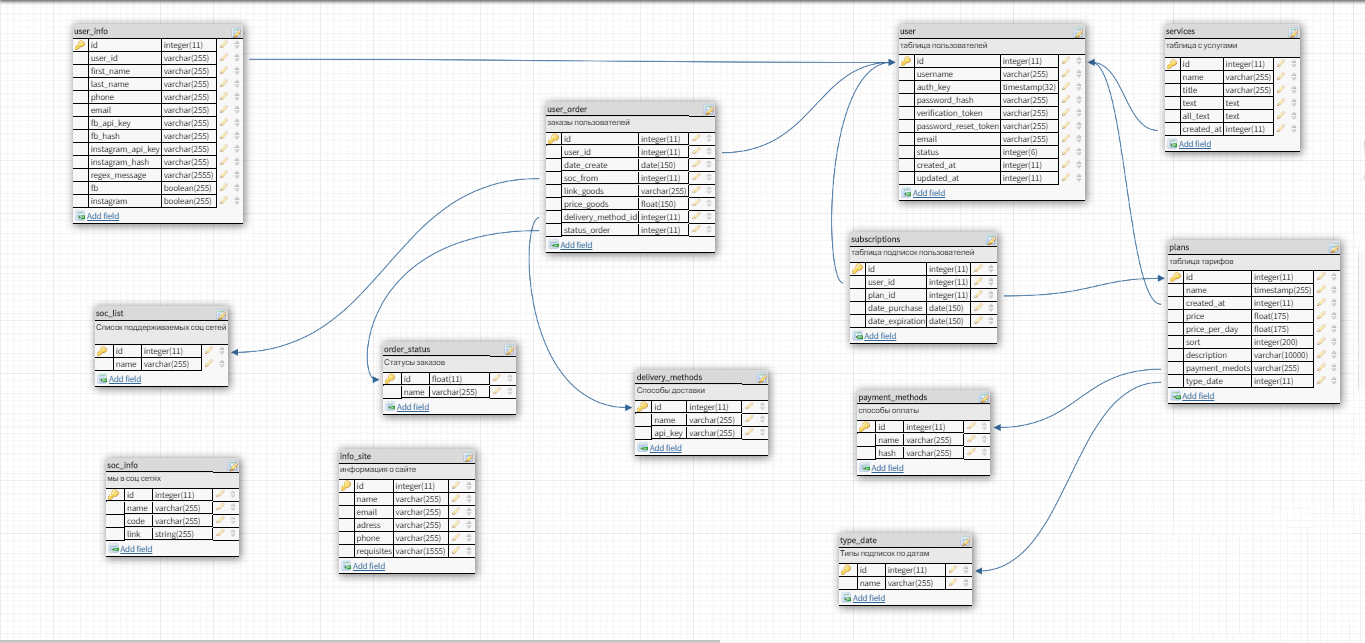 user_info
id integer(11)
user_id varchar(255)
first_name varchar(255)
last_name varchar(255)
phone varchar(255)
email varchar(255)
fb_api_key varchar(255)
fb_hash varchar(255)
instagram_api_key varchar(255)
instagram_hash varchar(255)
regex_message varchar(2555)
fb boolean(255)
instagram boolean(255)
Add field
user_order
заказы пользователей
id integer(11)
user_id integer(11)
date_create date(150)
soc_from integer(11)
link_goods varchar(255)
price_goods float(150)
delivery_method_id integer(11)
status_order integer(11)
Add field
user
таблица пользователей
id integer(11)
username varchar(255)
auth_key timestamp(32)
password_hash varchar(255)
verification_token varchar(255)
password_reset_token varchar(255)
email varchar(255)
status integer(6)
created_at integer(11)
updated_at integer(11)
Add field
services
таблица с услугами
id integer(11)
name varchar(255)
title varchar(255)
text text
all_text text
created_at integer(11)
Add field
subscriptions
таблица подписок пользователей
id integer(11)
user_id integer(11)
plan_id integer(11)
date_purchase date(150)
date_expiration date(150)
Add field
plans
таблица тарифов
id integer(11)
name timestamp(255)
created_at integer(11)
price float(175)
price_per_day float(175)
sort integer(200)
description varchar(10000)
payment_medots varchar(255)
type_date integer(11)
Add field
soc_list
Список поддерживаемых соц сетей
id integer(11)
name varchar(255)
Add field
order_status
Статусы заказов
id float(11)
name varchar(255)
Add field
delivery_methods
Способы доставки
id integer(11)
name varchar(255)
api_key varchar(255)
Add field
payment_methods
способы оплаты
id integer(11)
name varchar(255)
hash varchar(255)
Add field
soc_info
мы в соц сетях
id integer(11)
name varchar(255)
code varchar(255)
link string(255)
Add field
info_site
информация о сайте
id integer(11)
name varchar(255)
email varchar(255)
adress varchar(255)
phone varchar(255)
requisites varchar(1555)
Add field
type_date
Типы подписок по датам
id integer(11)
name varchar(255)
Add field